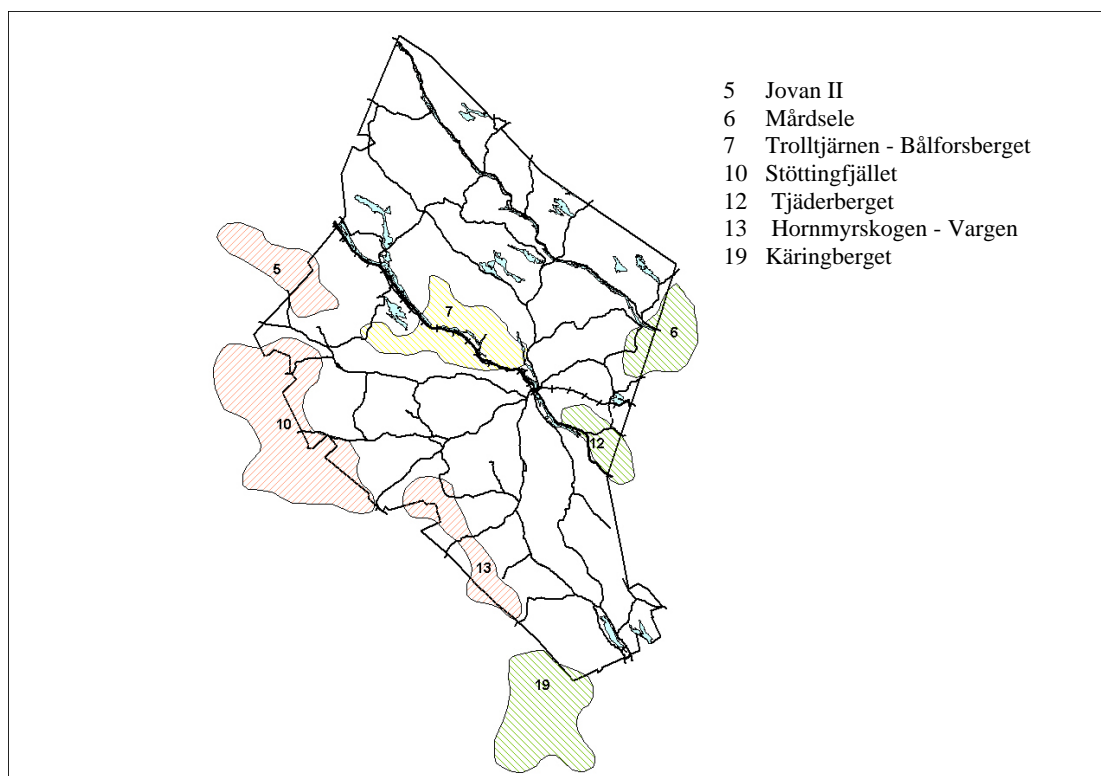 5 Jovan II
6 Mårdsele
7 Trolltjärnen - Bålforsberget
10 Stöttingfjället
12 Tjäderberget
13 Hornmyrskogen - Vargen
19 Käringberget
5
7
6
10
12
13
19